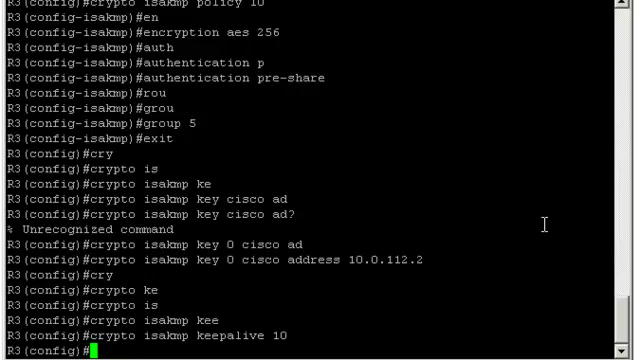 R3(config)#crypto isakmp policy 10
R3(config-isakmp)#en
R3(config-isakmp)#encryption aes 256
R3(config-isakmp)#auth
R3(config-isakmp)#authentication p
R3(config-isakmp)#authentication pre-share
R3(config-isakmp)#rou
R3(config-isakmp)#grou
R3(config-isakmp)#group 5
R3(config-isakmp)#exit
R3(config)#cry
R3(config)#crypto is
R3(config)#crypto isakmp ke
R3(config)#crypto isakmp key cisco ad
R3(config)#crypto isakmp key cisco ad?
% Unrecognized command
R3(config)#crypto isakmp key 0 cisco ad
R3(config)#crypto isakmp key 0 cisco address 10.0.112.2
R3(config)#cry
R3(config)#crypto ke
R3(config)#crypto is
R3(config)#crypto isakmp kee
R3(config)#crypto isakmp keepalive 10
R3(config)#